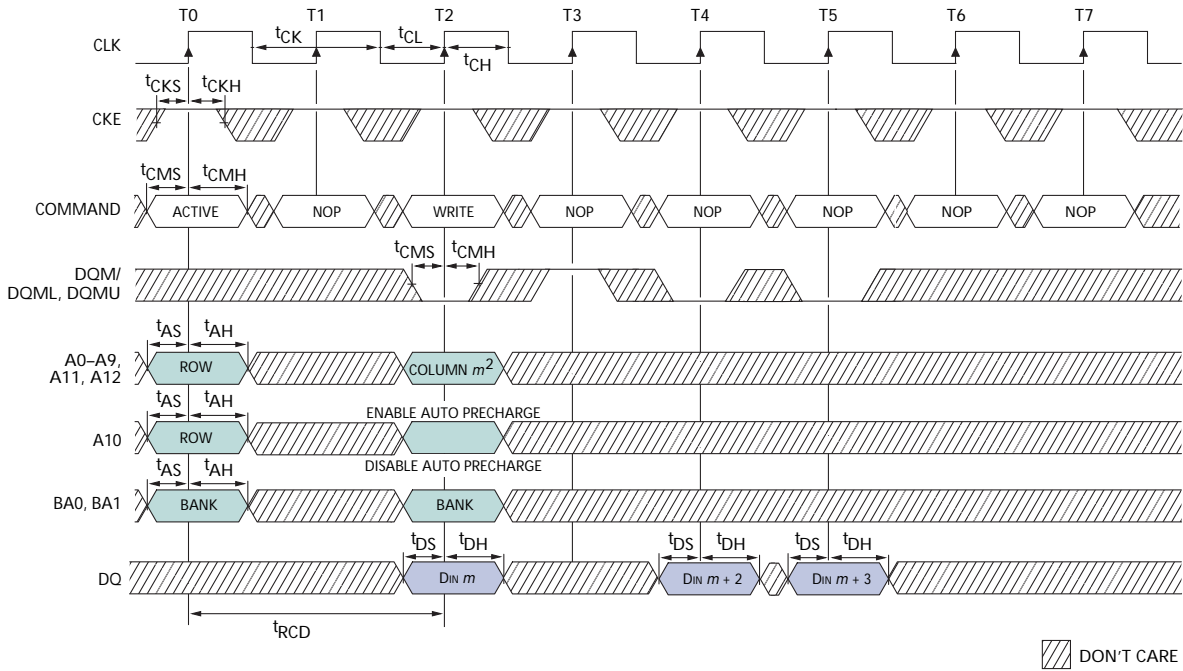 T0 T1 T2 T3 T4 T5 T6 T7
CLK
tCK tCL
tCH
tCKS tCKH
CKE
tCMS tCMH
COMMAND ACTIVE NOP WRITE NOP NOP NOP NOP NOP
tCMS tCMH
DQM/
DQML, DQMU
tAS tAH
A0–A9,
A11, A12
ROW COLUMN m2
tAS tAH ENABLE AUTO PRECHARGE
A10 ROW
DISABLE AUTO PRECHARGE
tAS tAH
BA0, BA1 BANK BANK
tDS tDH tDS tDH tDS tDH
DQ DIN m DIN m + 2 DIN m + 3
tRCD
DON'T CARE